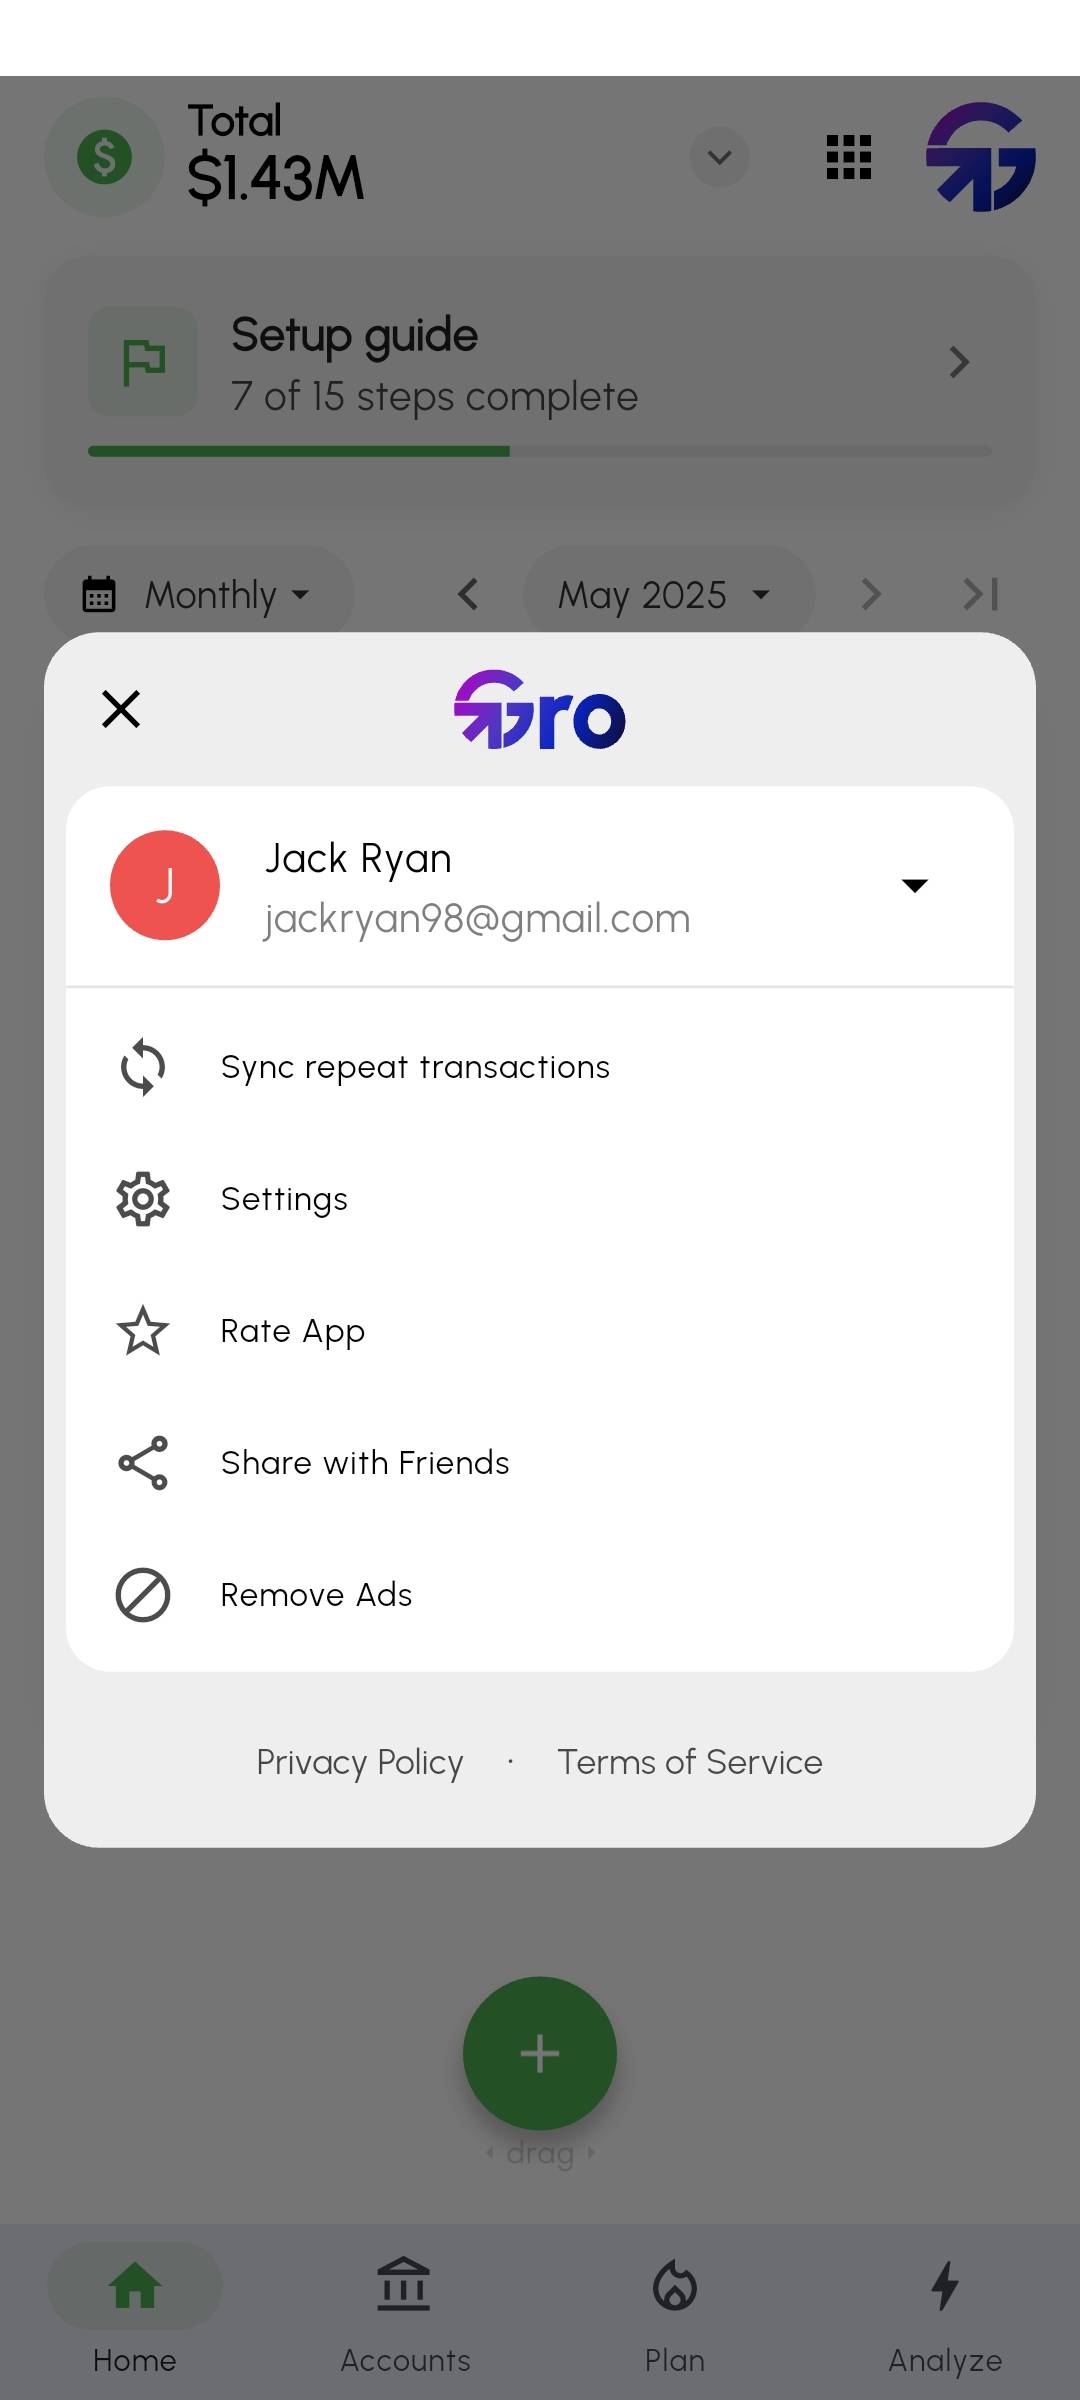 Total
$1.43M
Setup guide
7 of 15 steps complete
Monthly
May 2025
Gro
J
Jack Ryan
jackryan98@gmail.com
Sync repeat transactions
Settings
Rate App
Share with Friends
Remove Ads
Privacy Policy · Terms of Service
drag
Home
Accounts
Plan
Analyze